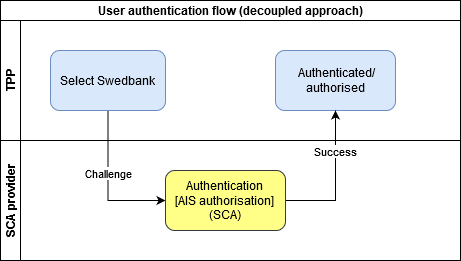 User authentication flow (decoupled approach)
TPP
Select Swedbank
Authenticated/
authorised
SCA provider
Challenge
Success
Authentication
[AIS authorisation]
(SCA)